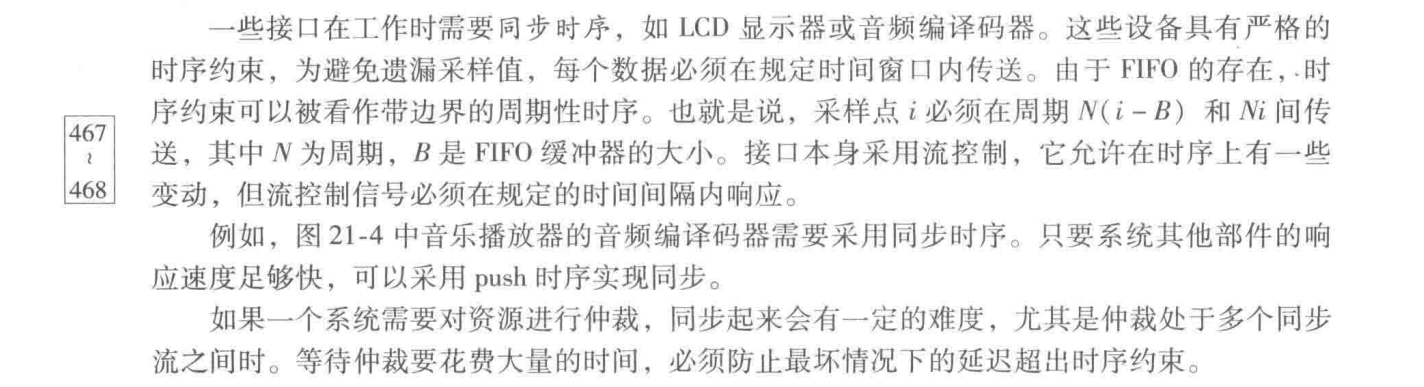 一些接口在工作时需要同步时序，如 LCD 显示器或音频编译码器。这些设备具有严格的
时序约束，为避免遗漏采样值，每个数据必须在规定时间窗口内传送。由于 FIFO 的存在，时
序约束可以被看作带边界的周期性时序。也就是说，采样点 i 必须在周期 N(i – B) 和 Ni 间传
467
~
468
送，其中 N 为周期，B 是 FIFO 缓冲器的大小。接口本身采用流控制，它允许在时序上有一些
变动，但流控制信号必须在规定的时间间隔内响应。
例如，图 21-4 中音乐播放器的音频编译码器需要采用同步时序。只要系统其他部件的响
应速度足够快，可以采用 push 时序实现同步。
如果一个系统需要对资源进行仲裁，同步起来会有一定的难度，尤其是仲裁处于多个同步
流之间时。等待仲裁要花费大量的时间，必须防止最坏情况下的延迟超出时序约束。